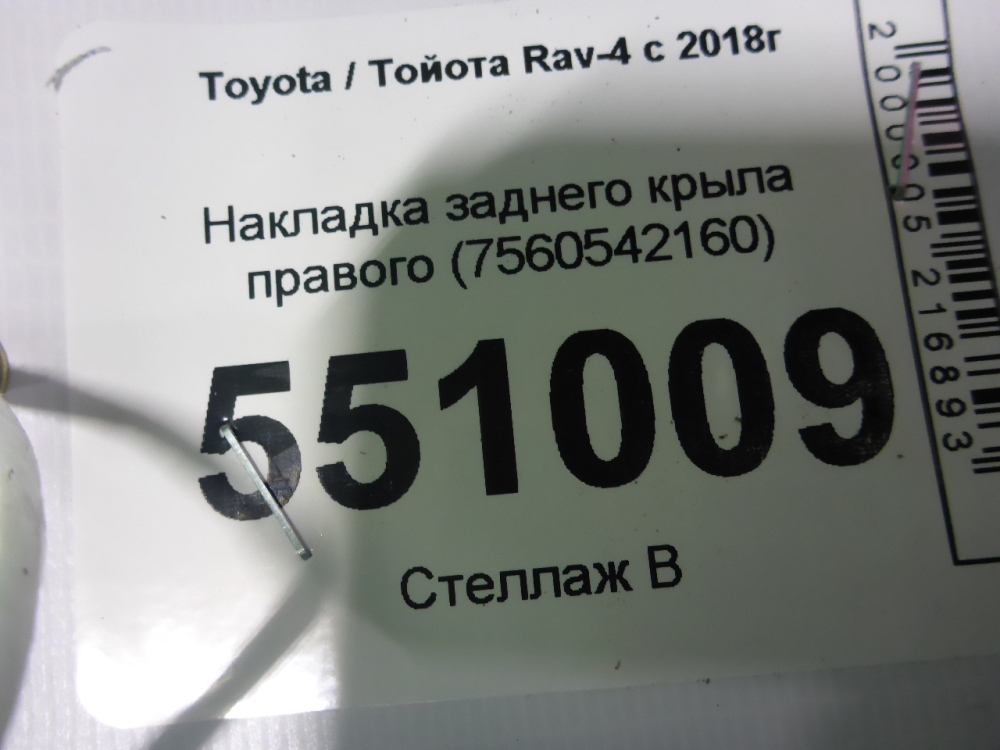 Toyota / Тойота Rav-4 с 2018г
Накладка заднего крыла
правого (7560542160)
551009
Стеллаж В
2000005216893